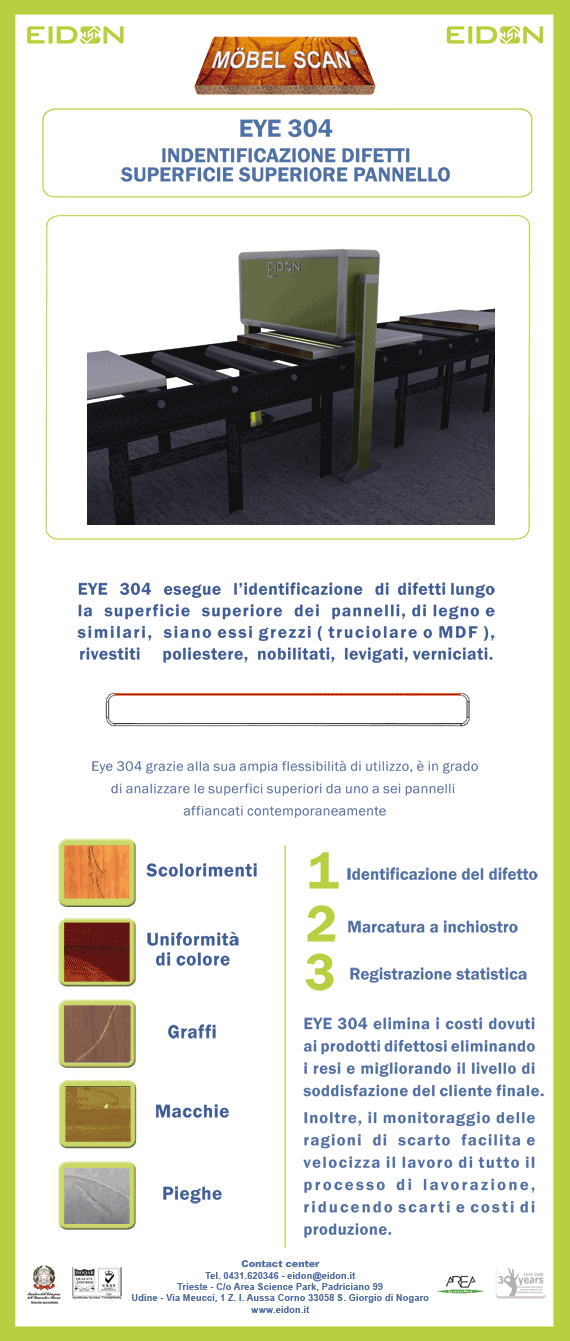 EIDON
EIDON
MÖBEL SCAN®
EYE 304
INDENTIFICAZIONE DIFETTI
SUPERFICIE SUPERIORE PANNELLO
EIDON
EYE 304 esegue l'identificazione di difetti lungo
la superficie superiore dei pannelli, di legno e
similari, siano essi grezzi ( truciolare o MDF ),
rivestiti poliestere, nobilitati, levigati, verniciati.
Eye 304 grazie alla sua ampia flessibilità di utilizzo, è in grado
di analizzare le superfici superiori da uno a sei pannelli
affiancati contemporaneamente
Scolorimenti
Uniformità
di colore
Graffi
Macchie
Pieghe
1 Identificazione del difetto
2 Marcatura a inchiostro
3 Registrazione statistica
EYE 304 elimina i costi dovuti
ai prodotti difettosi eliminando
i resi e migliorando il livello di
soddisfazione del cliente finale.
Inoltre, il monitoraggio delle
ragioni di scarto facilita e
velocizza il lavoro di tutto il
processo di lavorazione,
riducendo scarti e costi di
produzione.
Contact center
Tel. 0431.620346 - eidon@eidon.it
Trieste - C/o Area Science Park, Padriciano 99
Udine - Via Meucci, 1 Z. I. Aussa Corno 33058 S. Giorgio di Nogaro
www.eidon.it
AREA
30 years